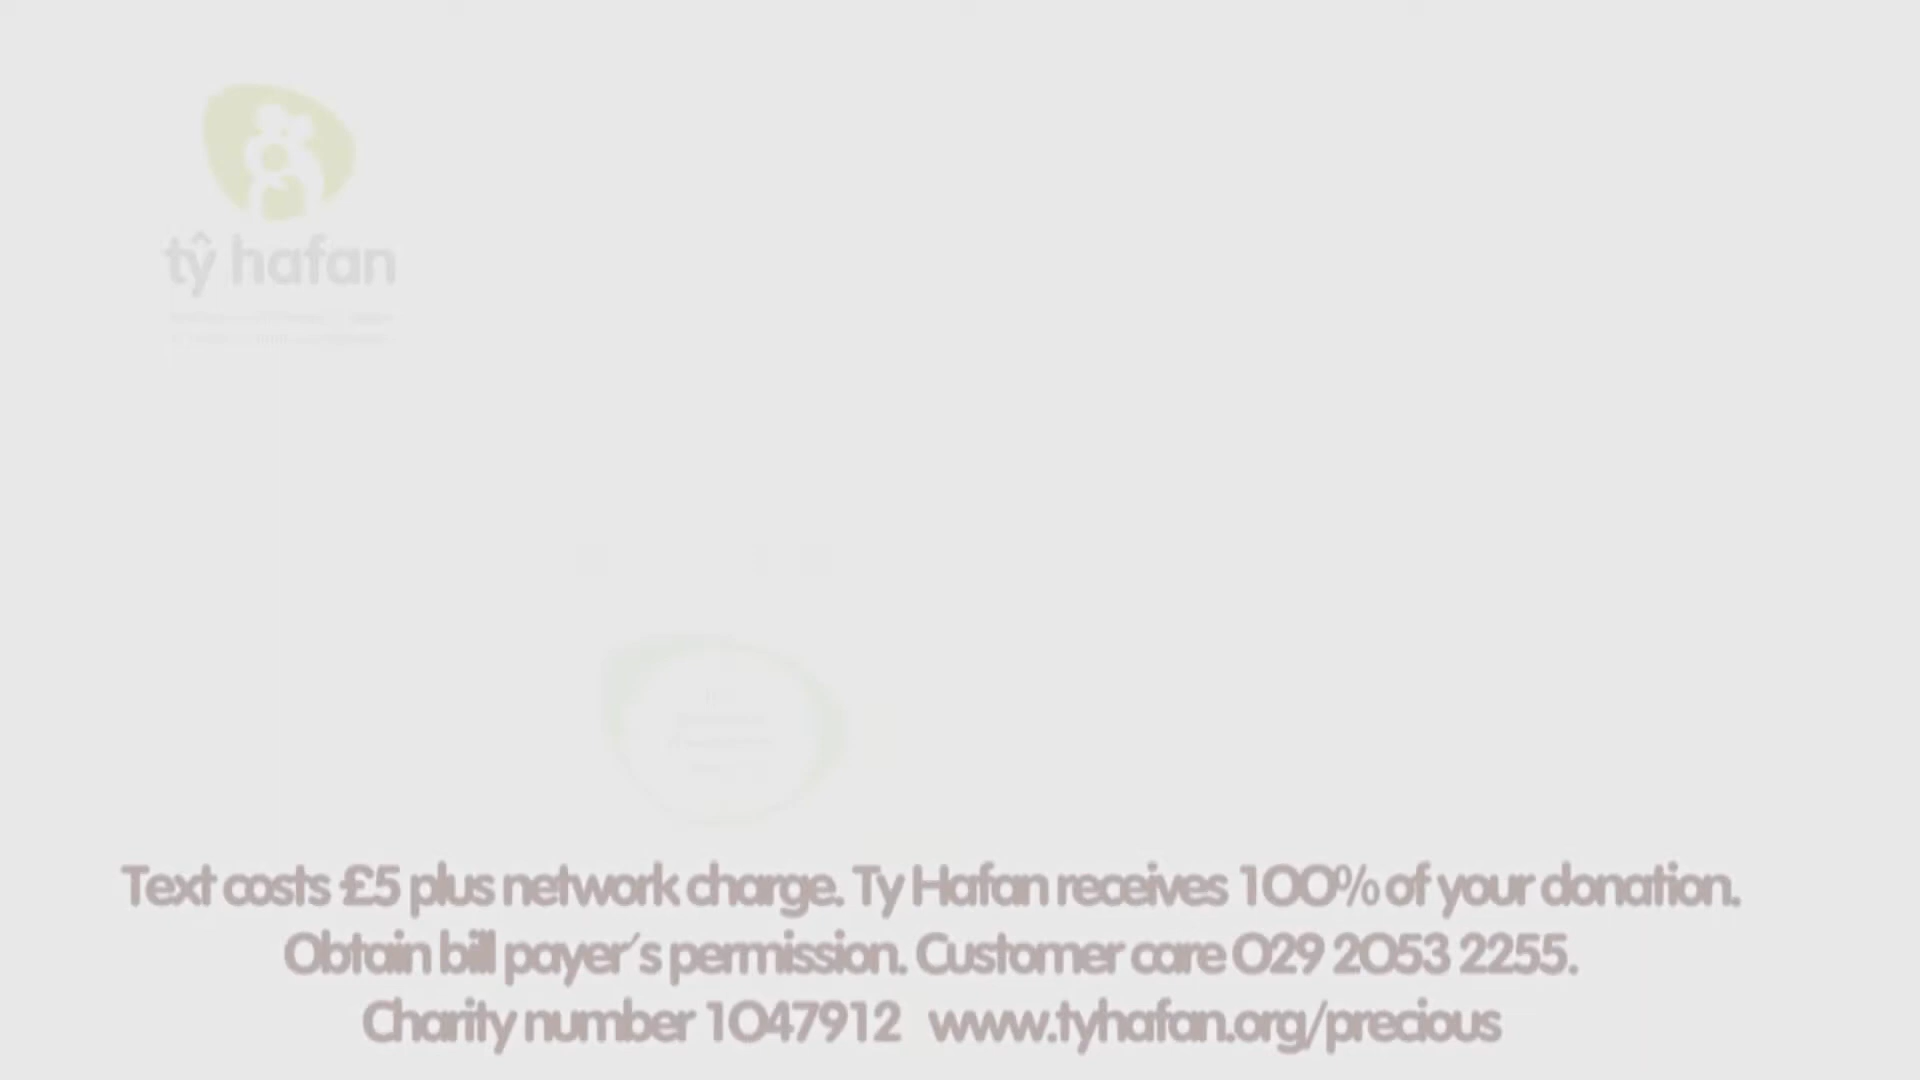 tŷ hafan
Text costs £5 plus network charge. Ty Hafan receives 100% of your donation.
Obtain bill payer's permission. Customer care 029 2053 2255.
Charity number 1047912 www.tyhafan.org/precious